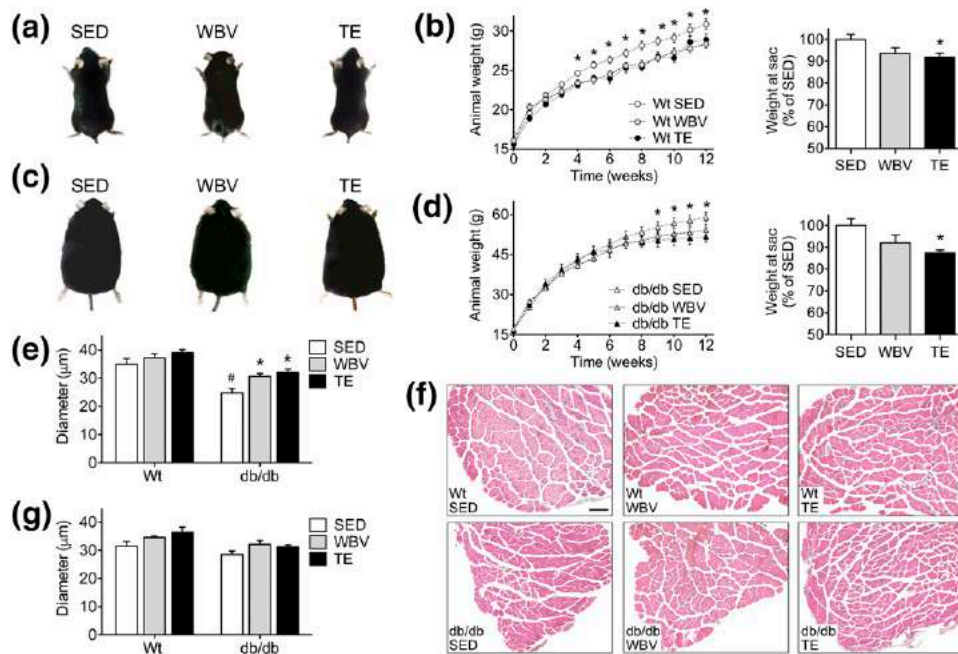 (a)
SED WBV TE
(b)
Animal weight (g)
30
25
20
15
* * * * * * * * *
Wt SED
Wt WBV
Wt TE
0 2 4 6 8 10 12
Time (weeks)
Weight at sac
(% of SED)
100
90
80
70
60
50
*
SED WBV TE
(c)
SED WBV TE
(d)
Animal weight (g)
60
45
30
15
* * * *
db/db SED
db/db WBV
db/db TE
0 2 4 6 8 10 12
Time (weeks)
Weight at sac
(% of SED)
100
90
80
70
60
50
*
SED WBV TE
(e)
Diameter (μm)
40
30
20
10
0
# * *
SED
WBV
TE
Wt db/db
(f)
Wt
SED
Wt
WBV
Wt
TE
db/db
SED
db/db
WBV
db/db
TE
(g)
Diameter (μm)
40
30
20
10
0
SED
WBV
TE
Wt db/db